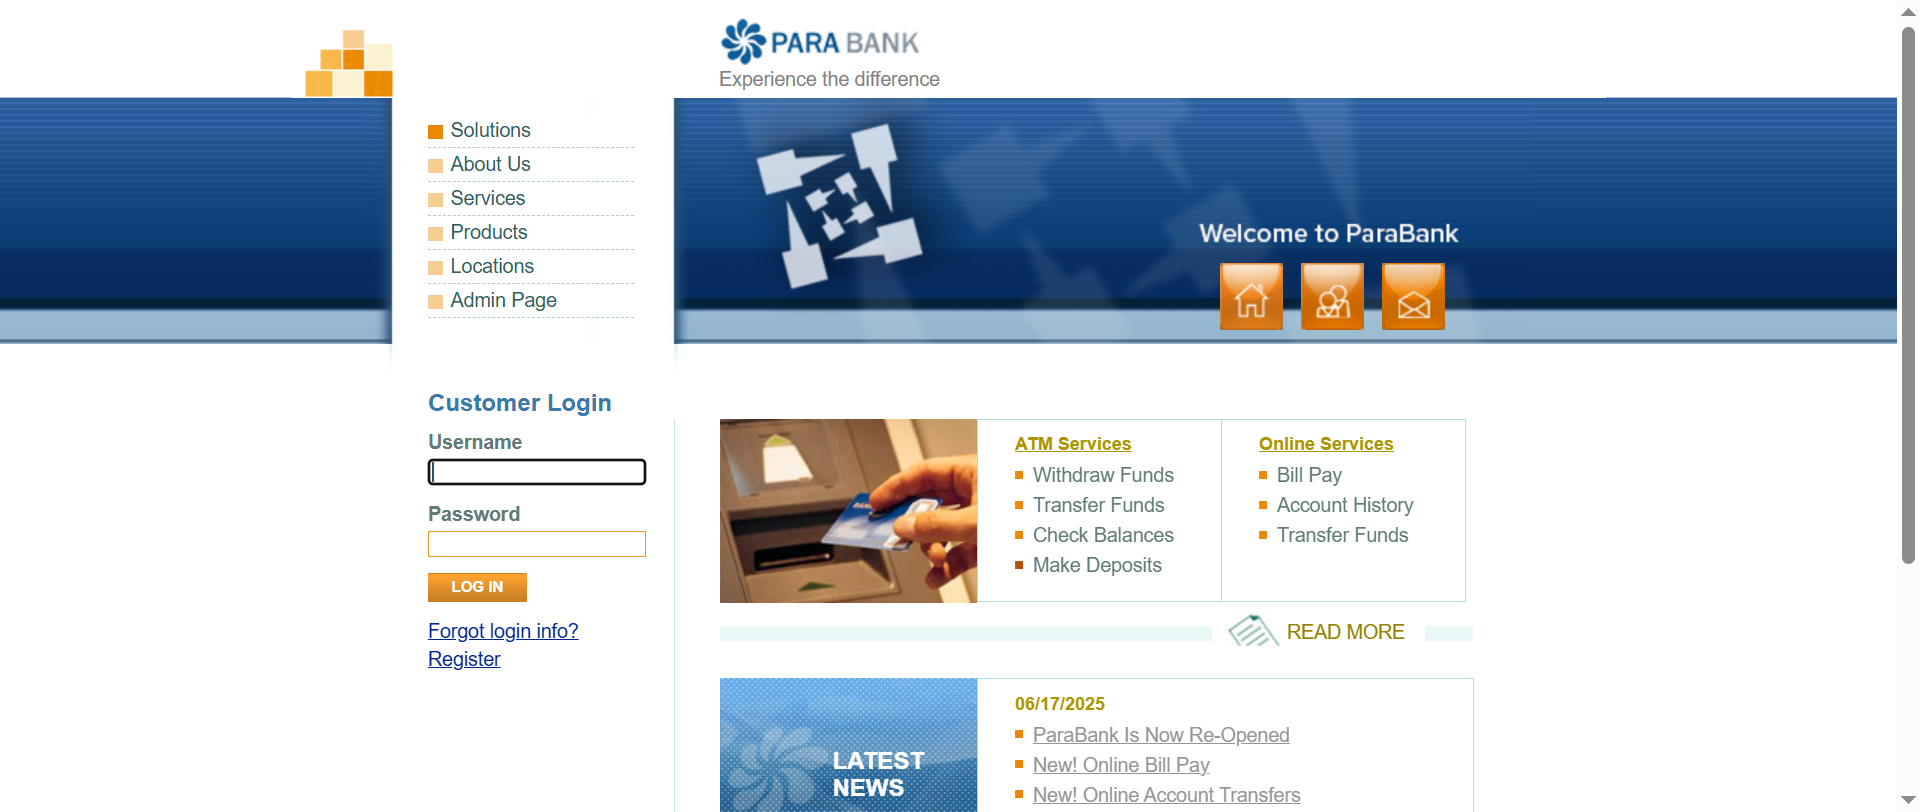 PARA BANK
Experience the difference
Solutions
About Us
Services
Products
Locations
Admin Page
Welcome to ParaBank
Customer Login
Username
Password
LOG IN
Forgot login info?
Register
ATM Services
Withdraw Funds
Transfer Funds
Check Balances
Make Deposits
Online Services
Bill Pay
Account History
Transfer Funds
READ MORE
LATEST
NEWS
06/17/2025
ParaBank Is Now Re-Opened
New! Online Bill Pay
New! Online Account Transfers